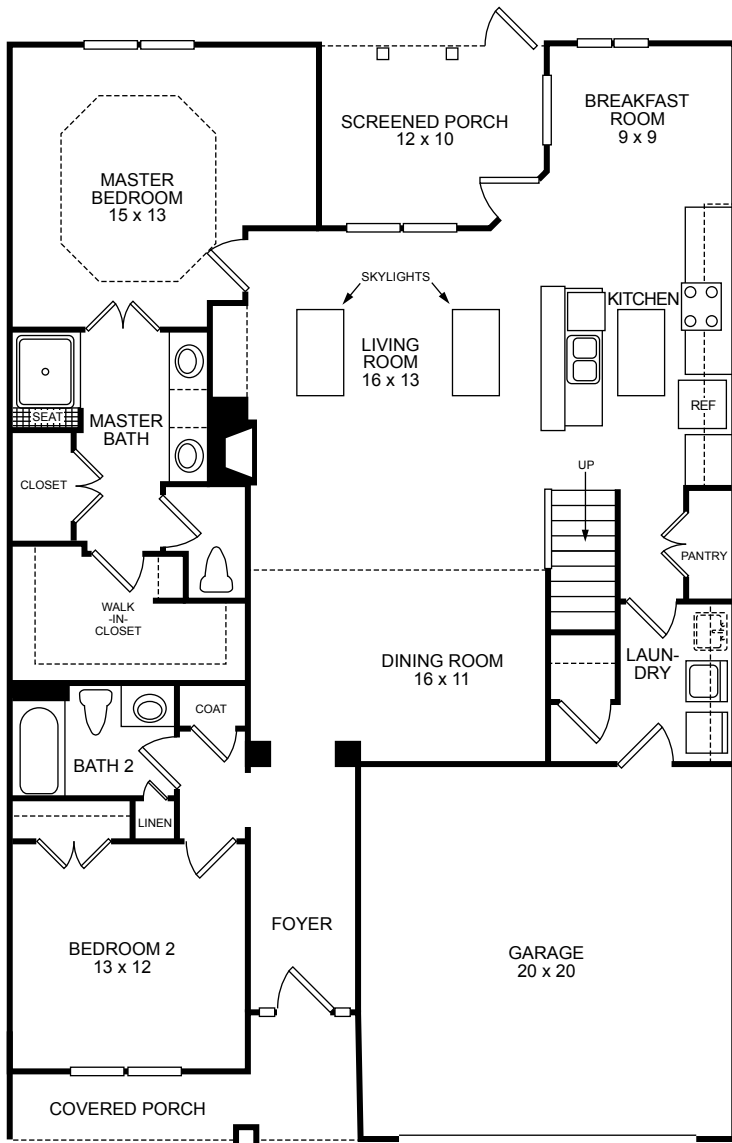 SCREENED PORCH
12 x 10
BREAKFAST
ROOM
9 x 9
MASTER
BEDROOM
15 x 13
SKYLIGHTS
KITCHEN
LIVING
ROOM
16 x 13
REF
SEAT
MASTER
BATH
CLOSET
UP
PANTRY
WALK
-IN-
CLOSET
LAUN-
DRY
DINING ROOM
16 x 11
COAT
BATH 2
LINEN
FOYER
BEDROOM 2
13 x 12
GARAGE
20 x 20
COVERED PORCH